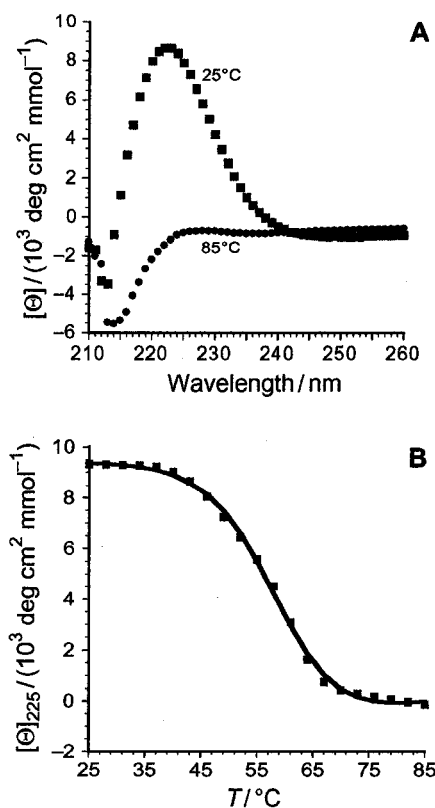 A
[Θ] / (10³ deg cm² mmol⁻¹)
10
8
6
4
2
0
−2
−4
−6
25°C
85°C
210 220 230 240 250 260
Wavelength / nm
B
[Θ]₂₂₅ / (10³ deg cm² mmol⁻¹)
10
8
6
4
2
0
−2
25 35 45 55 65 75 85
T / °C